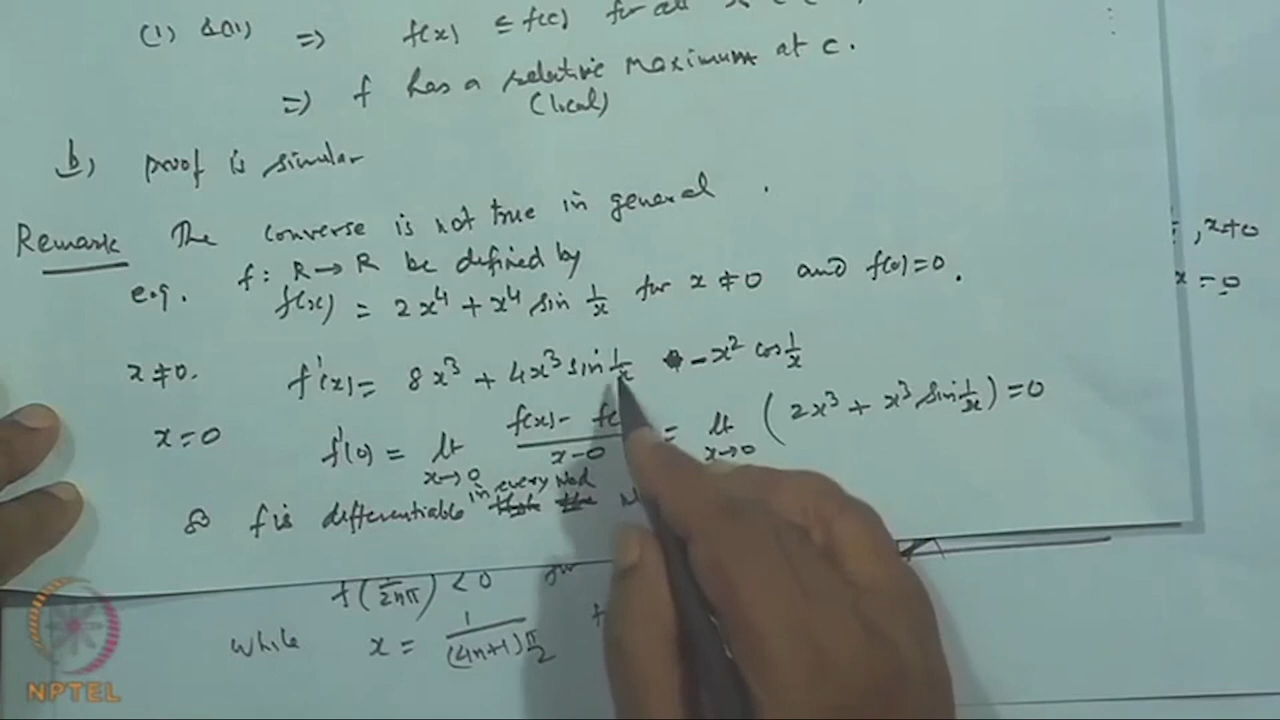 (1) &(11) ⇒ f(x) ≤ f(c) for all
⇒ f has a relative maximum at c.
(local)
b) proof is similar
Remark The converse is not true in general.
e.g. f: R→R be defined by
f(x) = 2x⁴ + x⁴ sin 1/x for x ≠ 0 and f(0)=0.
, x≠0
x = 0
x ≠ 0. f'(x) = 8x³ + 4x³ sin 1/x - x² cos 1/x
x = 0 f'(0) = lt x→0 f(x) - f( / x-0 = lt x→0 (2x³ + x³ sin 1/x) = 0
in every Nbd
So f is differentiable
f( /2nπ) < 0 for
while x = 1/(4n+1)π/2
NPTEL